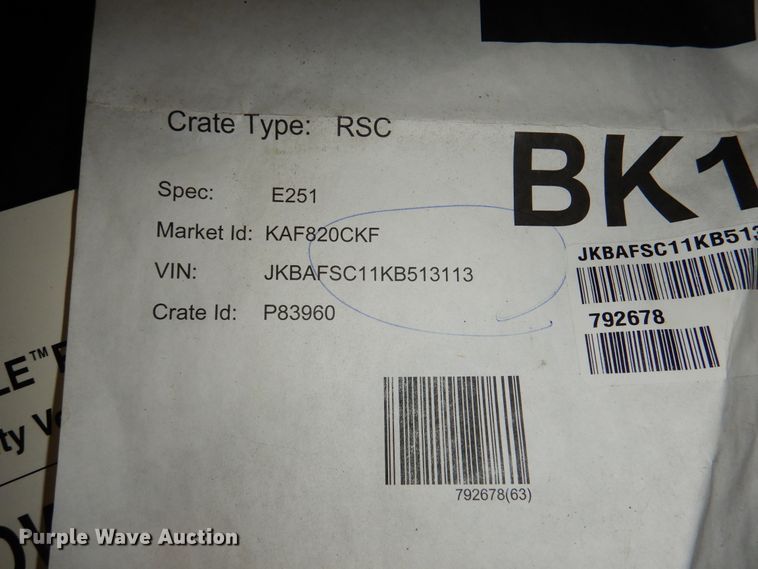 Crate Type: RSC
BK1
Spec: E251
Market Id: KAF820CKF
VIN: JKBAFSC11KB513113
Crate Id: P83960
JKBAFSC11KB513
792678
LE™
ty Ve
792678(63)
Purple Wave Auction